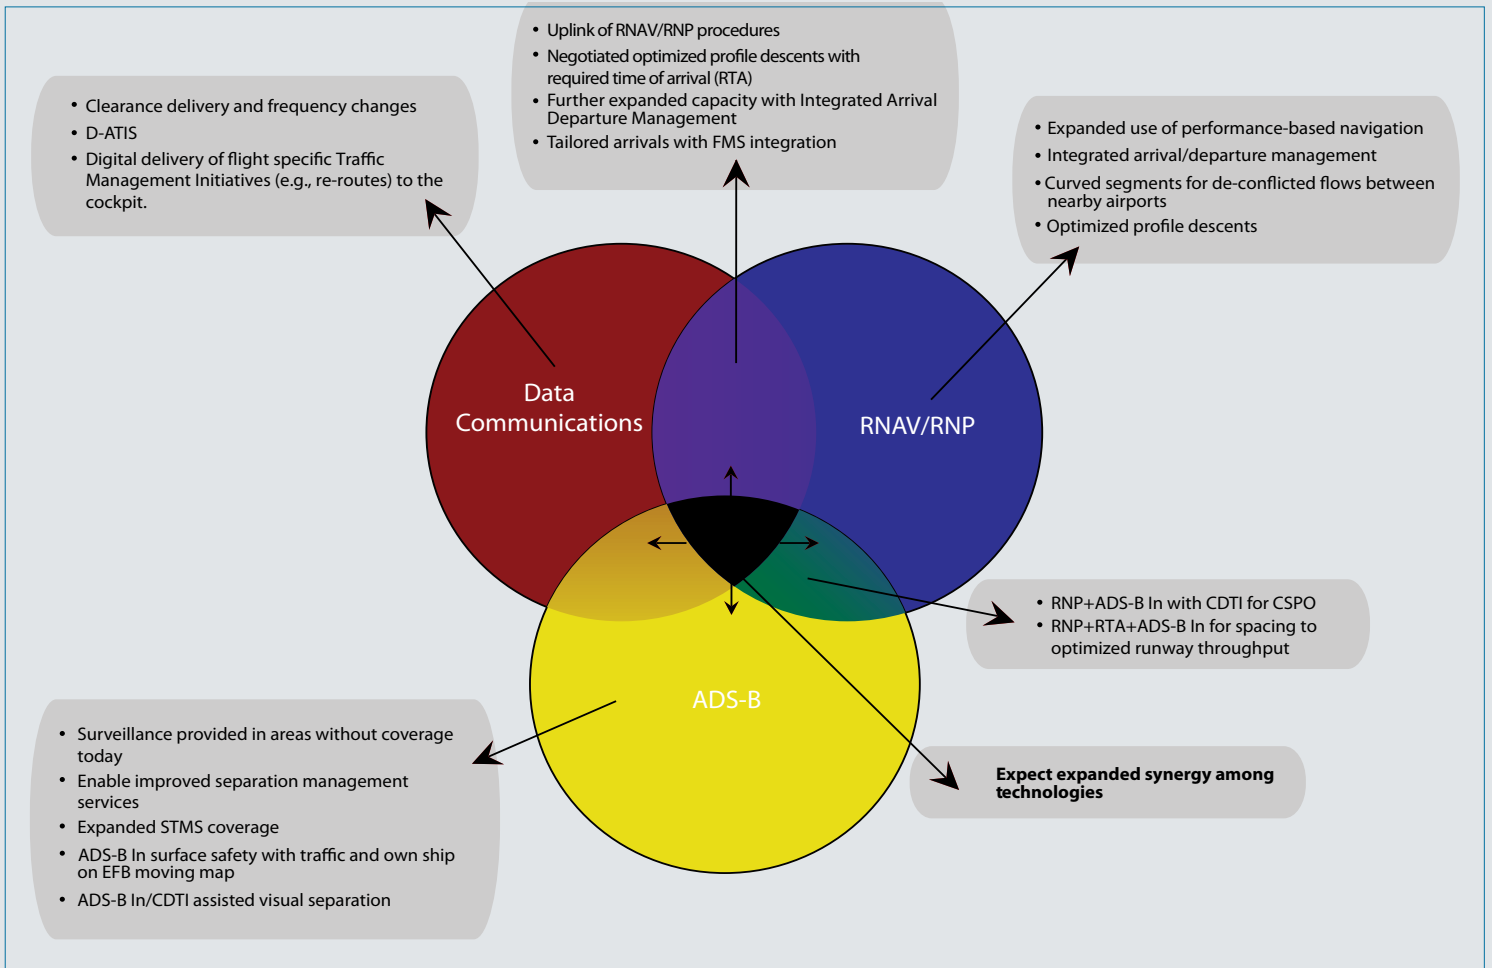 • Uplink of RNAV/RNP procedures
• Negotiated optimized profile descents with
required time of arrival (RTA)
• Further expanded capacity with Integrated Arrival
Departure Management
• Tailored arrivals with FMS integration
• Clearance delivery and frequency changes
• D-ATIS
• Digital delivery of flight specific Traffic
Management Initiatives (e.g., re-routes) to the
cockpit.
• Expanded use of performance-based navigation
• Integrated arrival/departure management
• Curved segments for de-conflicted flows between
nearby airports
• Optimized profile descents
Data
Communications
RNAV/RNP
ADS-B
• RNP+ADS-B In with CDTI for CSPO
• RNP+RTA+ADS-B In for spacing to
optimized runway throughput
• Surveillance provided in areas without coverage
today
• Enable improved separation management
services
• Expanded STMS coverage
• ADS-B In surface safety with traffic and own ship
on EFB moving map
• ADS-B In/CDTI assisted visual separation
Expect expanded synergy among
technologies